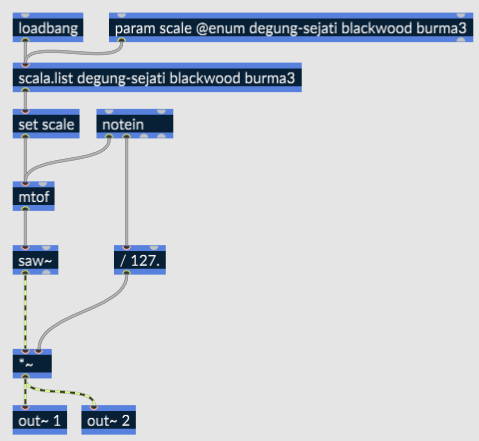 loadbang
param scale @enum degung-sejati blackwood burma3
scala.list degung-sejati blackwood burma3
set scale
notein
mtof
saw~
/ 127.
*~
out~ 1
out~ 2